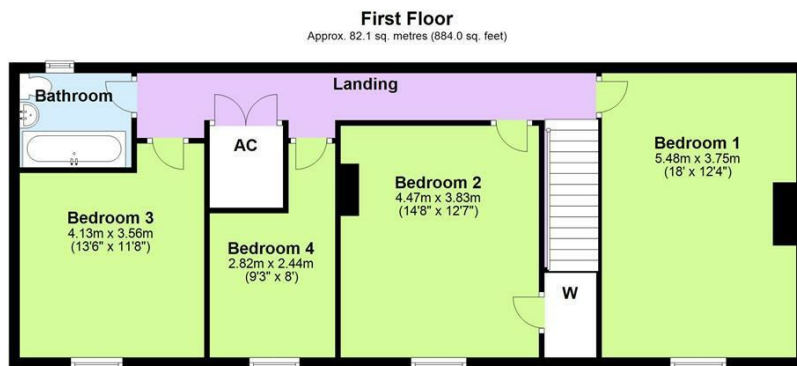 First Floor
Approx. 82.1 sq. metres (884.0 sq. feet)
Bathroom
Landing
AC
Bedroom 1
5.48m x 3.75m
(18' x 12'4")
Bedroom 2
4.47m x 3.83m
(14'8" x 12'7")
Bedroom 3
4.13m x 3.56m
(13'6" x 11'8")
Bedroom 4
2.82m x 2.44m
(9'3" x 8')
W